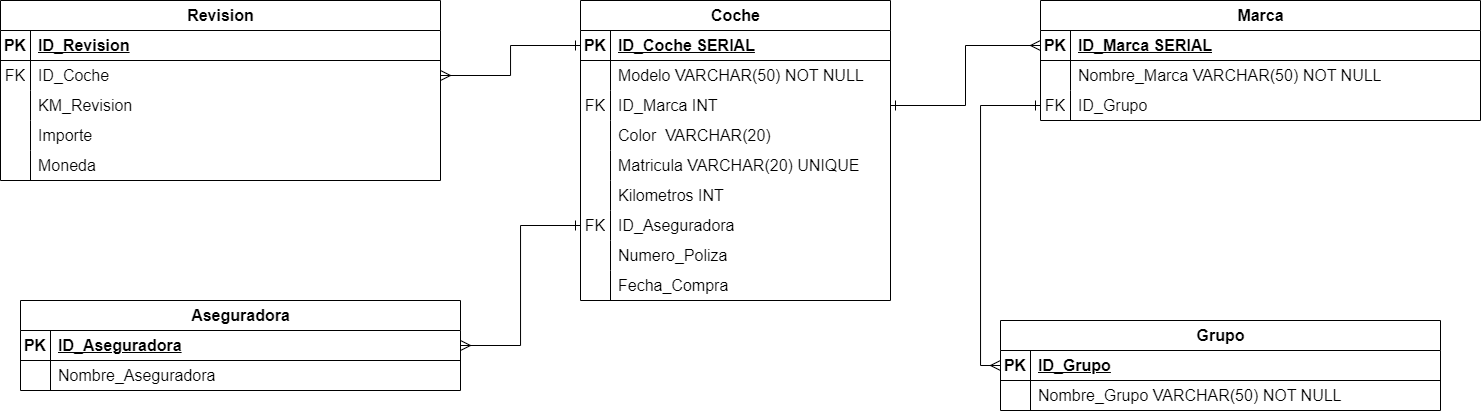 Revision
PK ID_Revision
FK ID_Coche
KM_Revision
Importe
Moneda
Coche
PK ID_Coche SERIAL
Modelo VARCHAR(50) NOT NULL
FK ID_Marca INT
Color VARCHAR(20)
Matricula VARCHAR(20) UNIQUE
Kilometros INT
FK ID_Aseguradora
Numero_Poliza
Fecha_Compra
Marca
PK ID_Marca SERIAL
Nombre_Marca VARCHAR(50) NOT NULL
FK ID_Grupo
Aseguradora
PK ID_Aseguradora
Nombre_Aseguradora
Grupo
PK ID_Grupo
Nombre_Grupo VARCHAR(50) NOT NULL